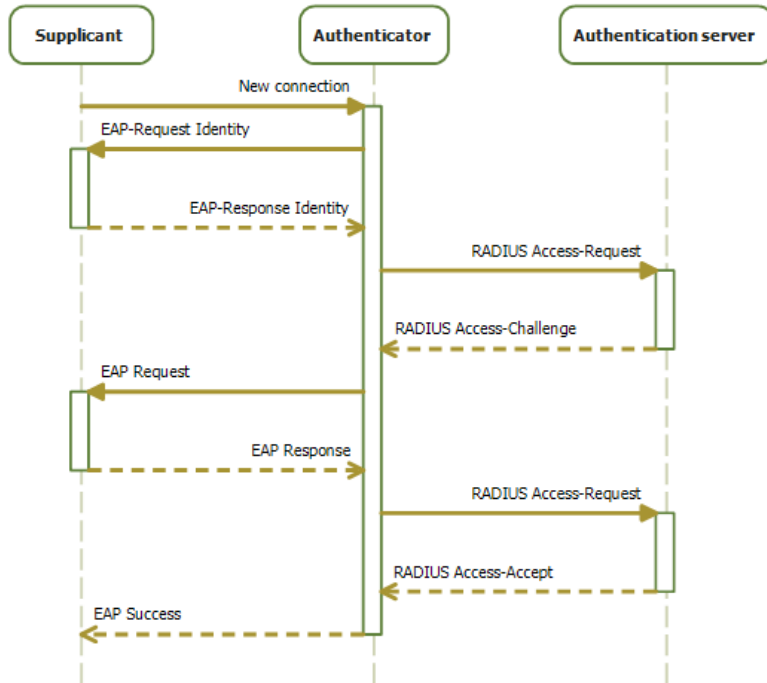 Supplicant
Authenticator
Authentication server
New connection
EAP-Request Identity
EAP-Response Identity
RADIUS Access-Request
RADIUS Access-Challenge
EAP Request
EAP Response
RADIUS Access-Request
RADIUS Access-Accept
EAP Success